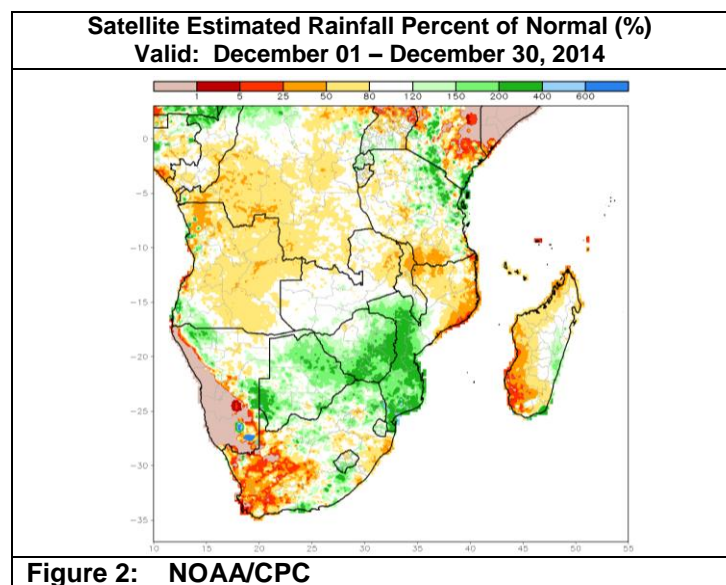 Satellite Estimated Rainfall Percent of Normal (%)
Valid: December 01 – December 30, 2014
1 5 25 50 80 120 150 200 400 600
0
−5
−10
−15
−20
−25
−30
−35
10 15 20 25 30 35 40 45 50 55
Figure 2: NOAA/CPC